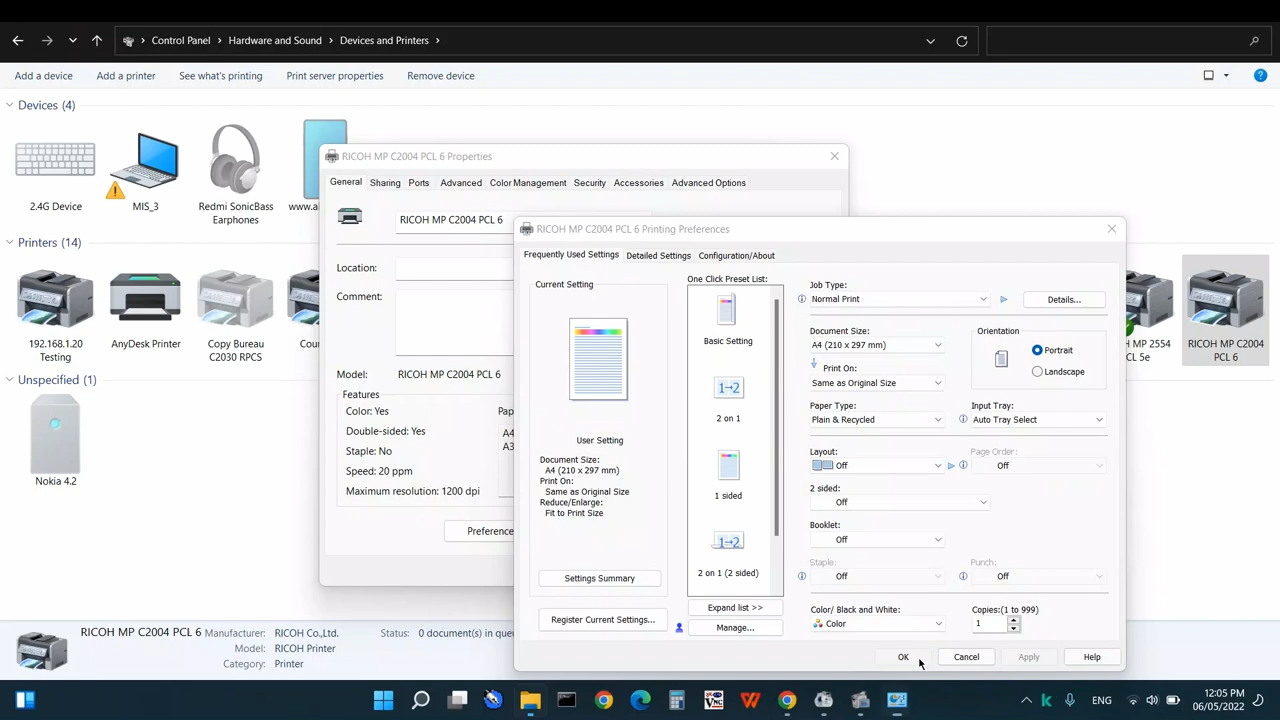 Control Panel > Hardware and Sound > Devices and Printers >
Add a device
Add a printer
See what's printing
Print server properties
Remove device
Devices (4)
2.4G Device
MIS_3
Redmi SonicBass
Earphones
Printers (14)
192.168.1.20
Testing
AnyDesk Printer
Copy Bureau
C2030 RPCS
RICOH MP C2004
PCL 6
Unspecified (1)
Nokia 4.2
RICOH MP C2004 PCL 6 Properties
General
Sharing
Ports
Advanced
Color Management
Security
Accessories
Advanced Options
RICOH MP C2004 PCL 6
Location:
Comment:
Model:
RICOH MP C2004 PCL 6
Features
Color: Yes
Double-sided: Yes
Staple: No
Speed: 20 ppm
Maximum resolution: 1200 dpi
A4
RICOH MP C2004 PCL 6 Printing Preferences
Frequently Used Settings
Detailed Settings
Configuration/About
Current Setting
User Setting
Document Size:
A4 (210 x 297 mm)
Print On:
Same as Original Size
Reduce/Enlarge:
Fit to Print Size
Settings Summary
Register Current Settings...
One Click Preset List:
Basic Setting
1→2
2 on 1
1 sided
1→2
2 on 1 (2 sided)
Expand list >>
Manage...
Job Type:
Normal Print
Details...
Document Size:
A4 (210 x 297 mm)
Print On:
Same as Original Size
Orientation
Portrait
Landscape
Paper Type:
Plain & Recycled
Input Tray:
Auto Tray Select
Layout:
Off
Page Order:
Off
2 sided:
Off
Booklet:
Off
Staple:
Off
Punch:
Off
Color/ Black and White:
Color
Copies:(1 to 999)
1
OK
Cancel
Apply
Help
RICOH MP C2004 PCL 6
Manufacturer: RICOH CO.,Ltd.
Model: RICOH Printer
Category: Printer
Status: 0 document(s) in
ENG
12:05 PM
06/05/2022